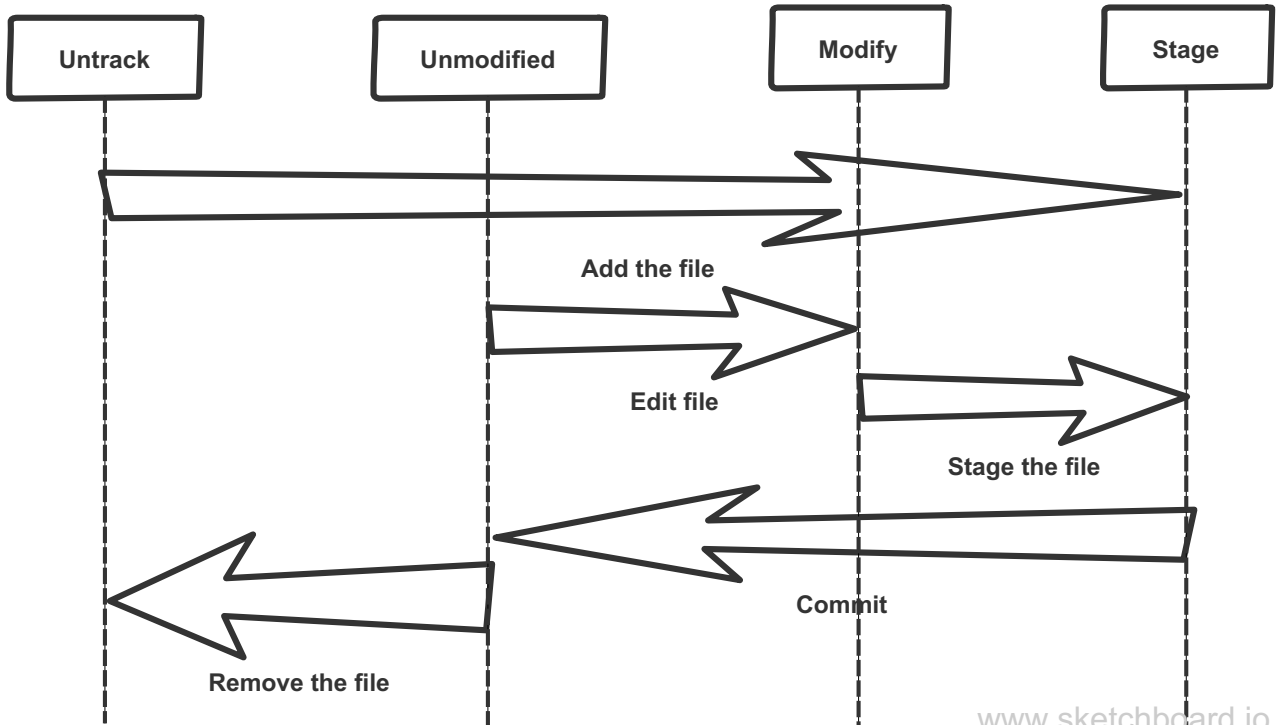 Untrack
Unmodified
Modify
Stage
Add the file
Edit file
Stage the file
Commit
Remove the file
www.sketchboard.io